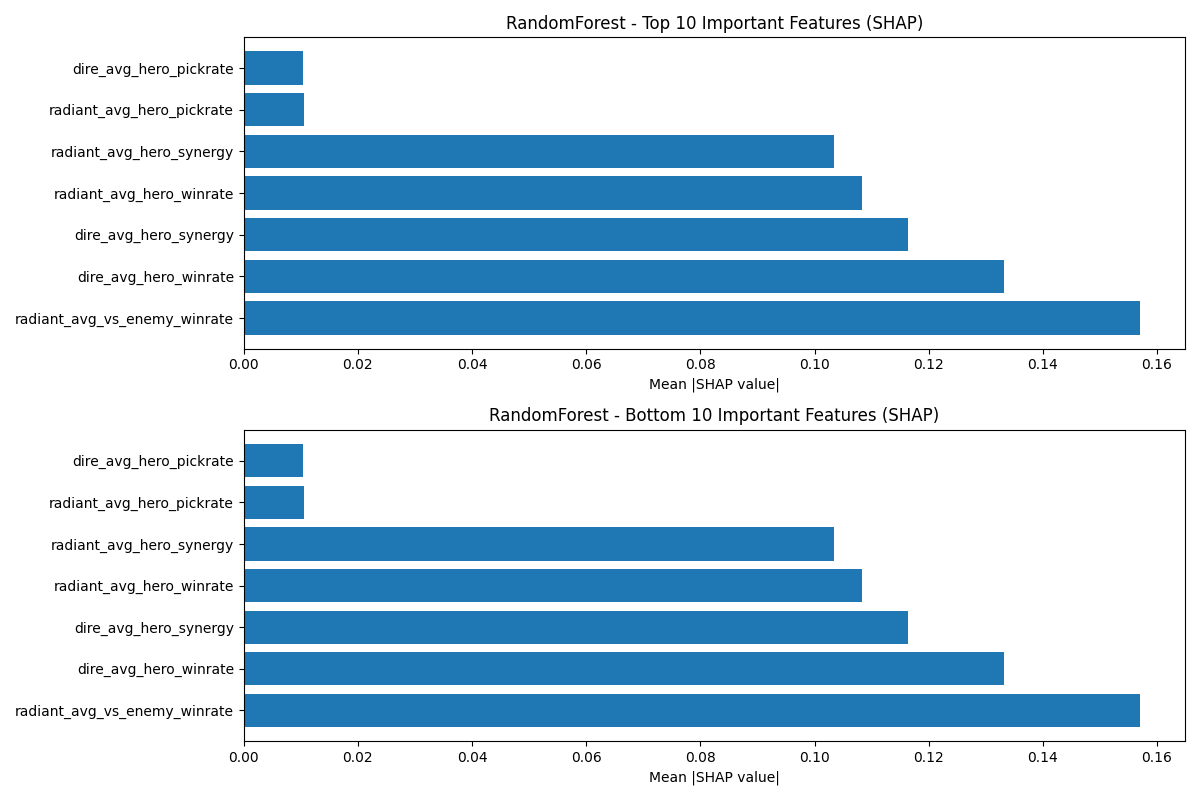 RandomForest - Top 10 Important Features (SHAP)
dire_avg_hero_pickrate
radiant_avg_hero_pickrate
radiant_avg_hero_synergy
radiant_avg_hero_winrate
dire_avg_hero_synergy
dire_avg_hero_winrate
radiant_avg_vs_enemy_winrate
0.00 0.02 0.04 0.06 0.08 0.10 0.12 0.14 0.16
Mean |SHAP value|
RandomForest - Bottom 10 Important Features (SHAP)
dire_avg_hero_pickrate
radiant_avg_hero_pickrate
radiant_avg_hero_synergy
radiant_avg_hero_winrate
dire_avg_hero_synergy
dire_avg_hero_winrate
radiant_avg_vs_enemy_winrate
0.00 0.02 0.04 0.06 0.08 0.10 0.12 0.14 0.16
Mean |SHAP value|